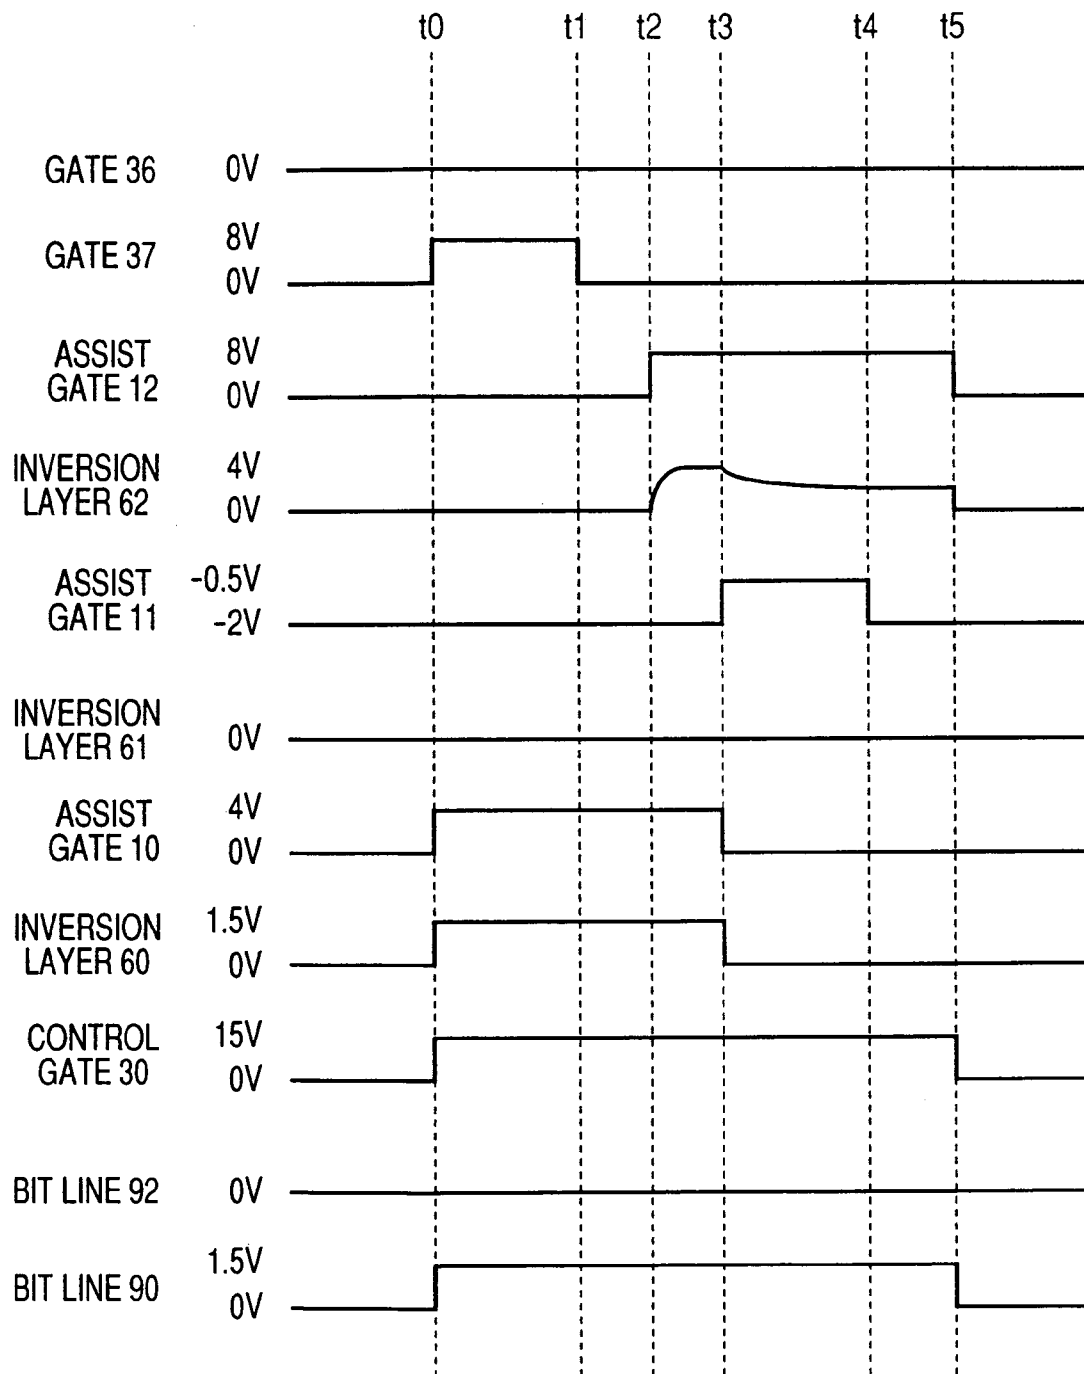 t0 t1 t2 t3 t4 t5
GATE 36 0V
8V
GATE 37
0V
ASSIST 8V
GATE 12 0V
INVERSION 4V
LAYER 62 0V
ASSIST -0.5V
GATE 11 -2V
INVERSION
LAYER 61 0V
ASSIST 4V
GATE 10 0V
INVERSION 1.5V
LAYER 60 0V
CONTROL 15V
GATE 30 0V
BIT LINE 92 0V
1.5V
BIT LINE 90
0V